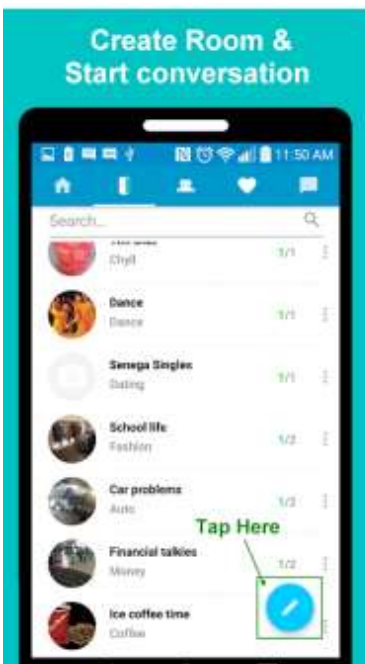 Create Room &
Start conversation
11:50 AM
Search...
Chyll
1/1
Dance
Dance
1/1
Senega Singles
Dating
1/1
School life
Fashion
1/2
Car problems
Auto
1/2
Tap Here
Financial talkies
Money
1/2
Ice coffee time
Coffee